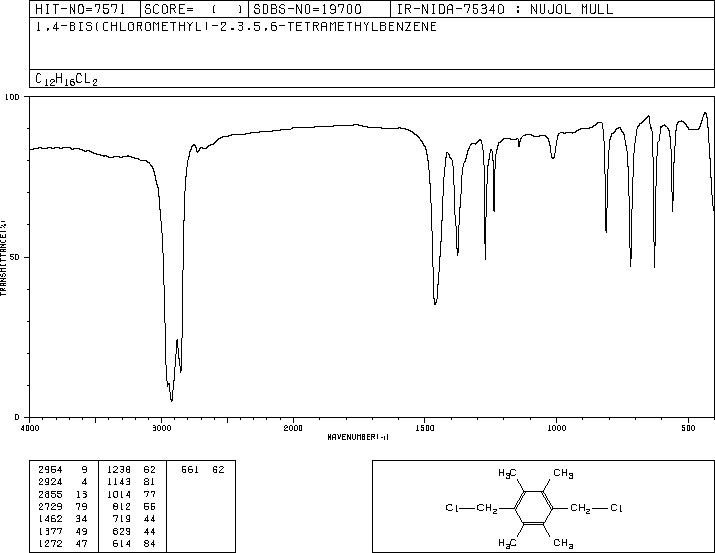 HIT-NO=7571 SCORE= ( ) SDBS-NO=19700 IR-NIDA-75340 : NUJOL MULL
1,4-BIS(CHLOROMETHYL)-2,3,5,6-TETRAMETHYLBENZENE
C12H16CL2
100
50
0
TRANSMITTANCE(%)
4000 3000 2000 1500 1000 500
WAVENUMBER(-1)
2964 9 1238 62 561 62
2924 4 1143 81
2855 13 1014 77
2729 79 812 56
1462 34 719 44
1377 49 629 44
1272 47 614 84
H3C CH3
Cl CH2 CH2 Cl
H3C CH3